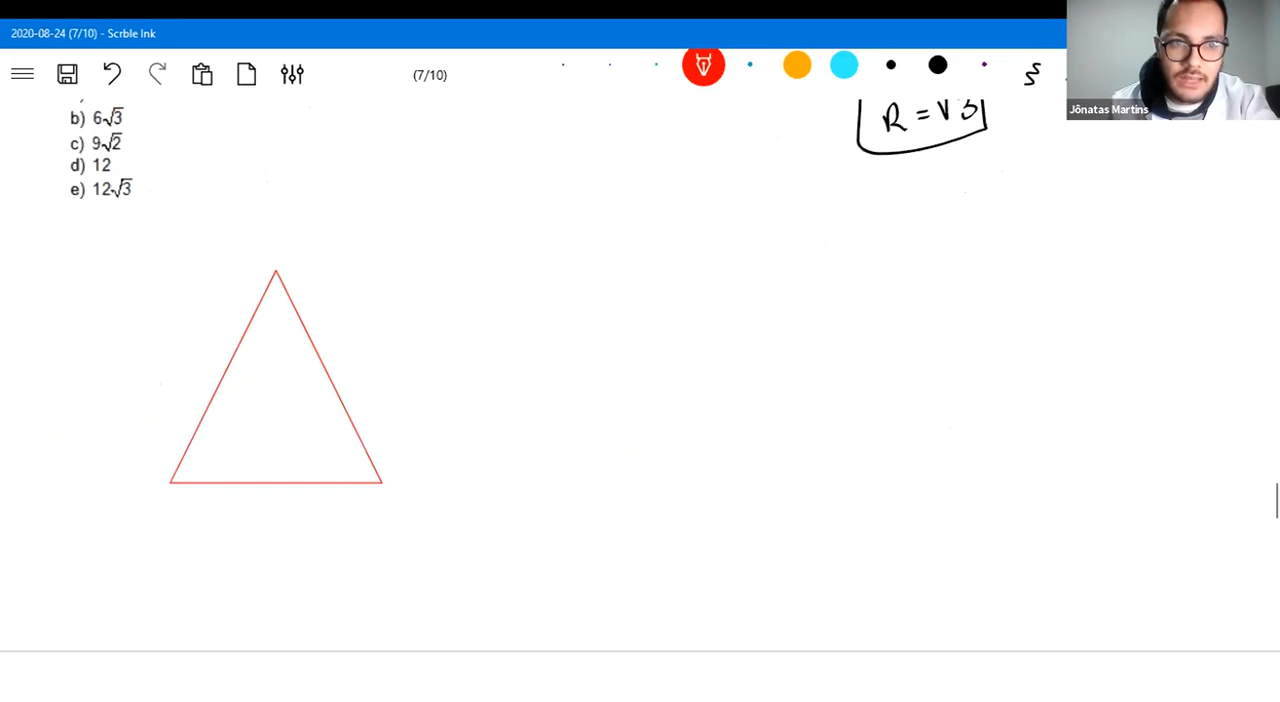 2020-08-24 (7/10) - Scrble Ink
(7/10)
Jônatas Martins
b) 6√3
c) 9√2
d) 12
e) 12√3
R = √3